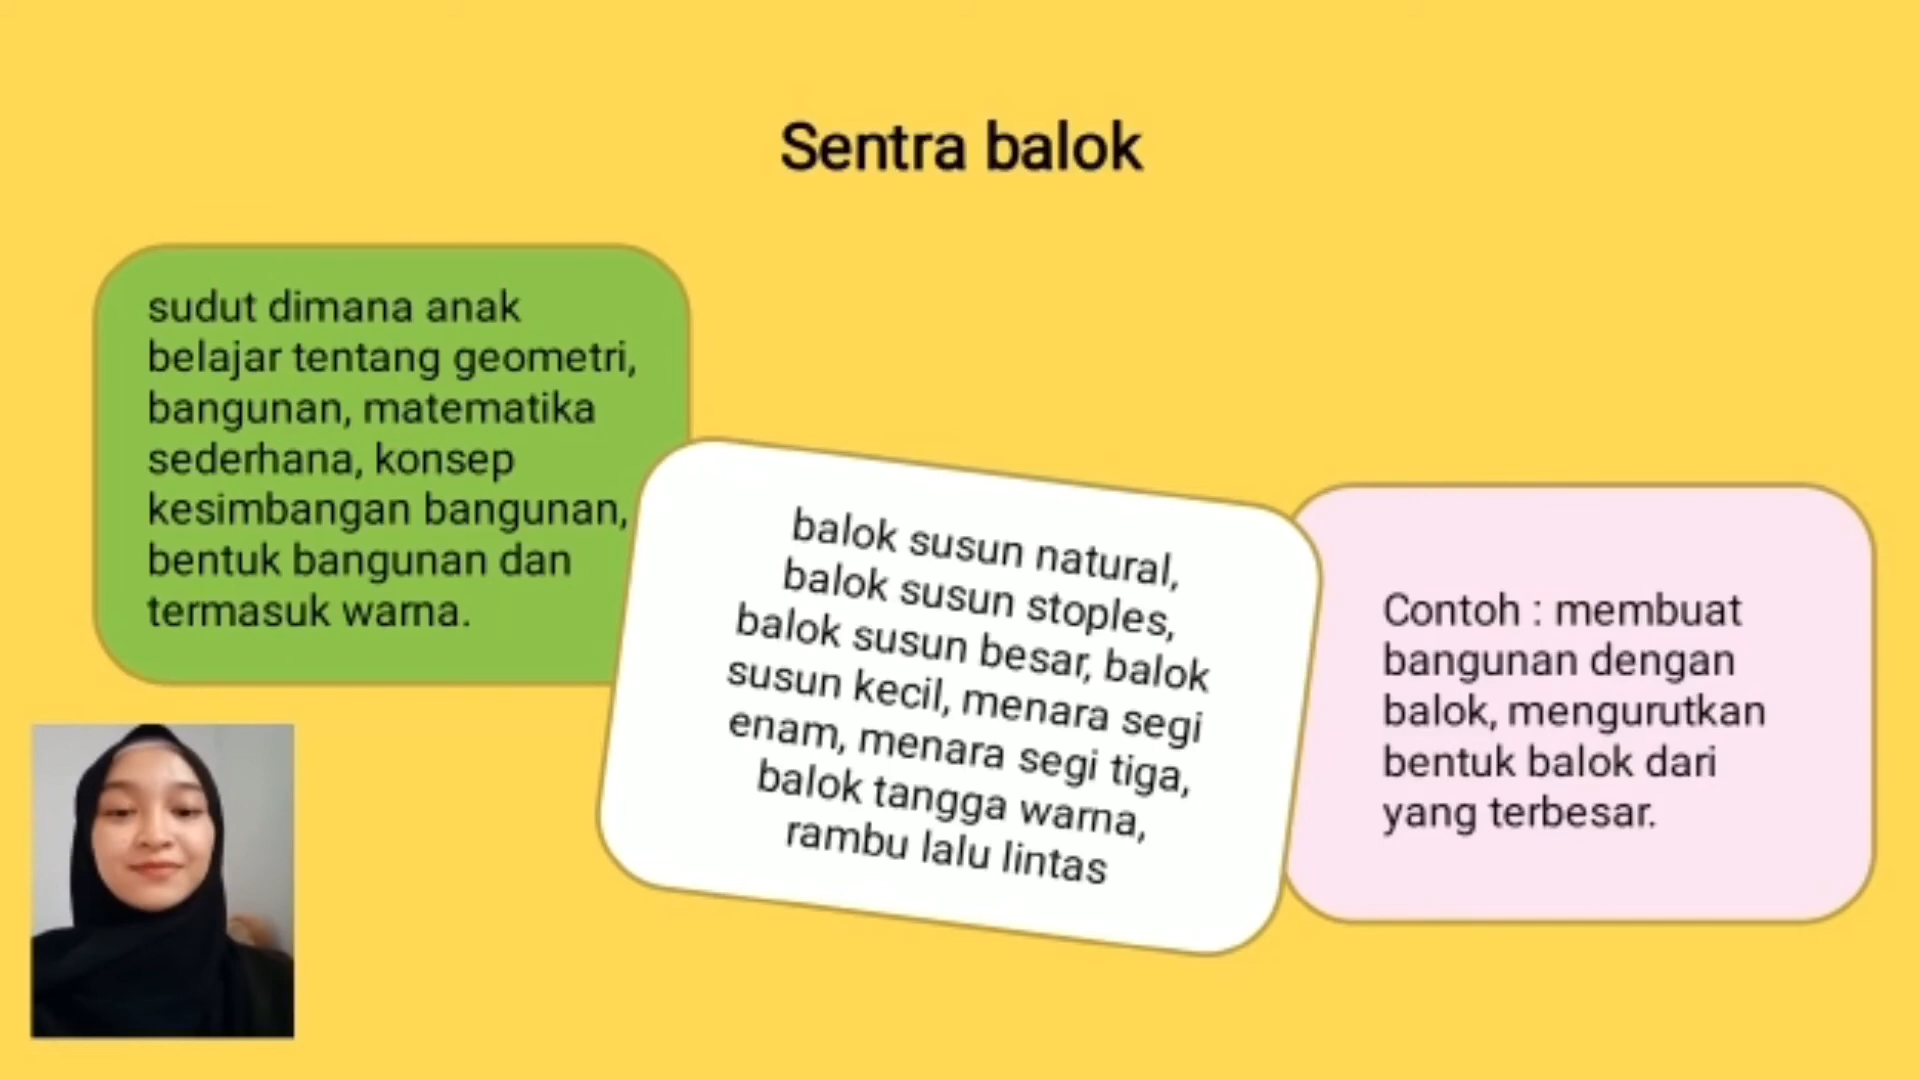 Sentra balok
sudut dimana anak
belajar tentang geometri,
bangunan, matematika
sederhana, konsep
kesimbangan bangunan,
bentuk bangunan dan
termasuk warna.
balok susun natural,
balok susun stoples,
balok susun besar, balok
susun kecil, menara segi
enam, menara segi tiga,
balok tangga warna,
rambu lalu lintas
Contoh : membuat
bangunan dengan
balok, mengurutkan
bentuk balok dari
yang terbesar.